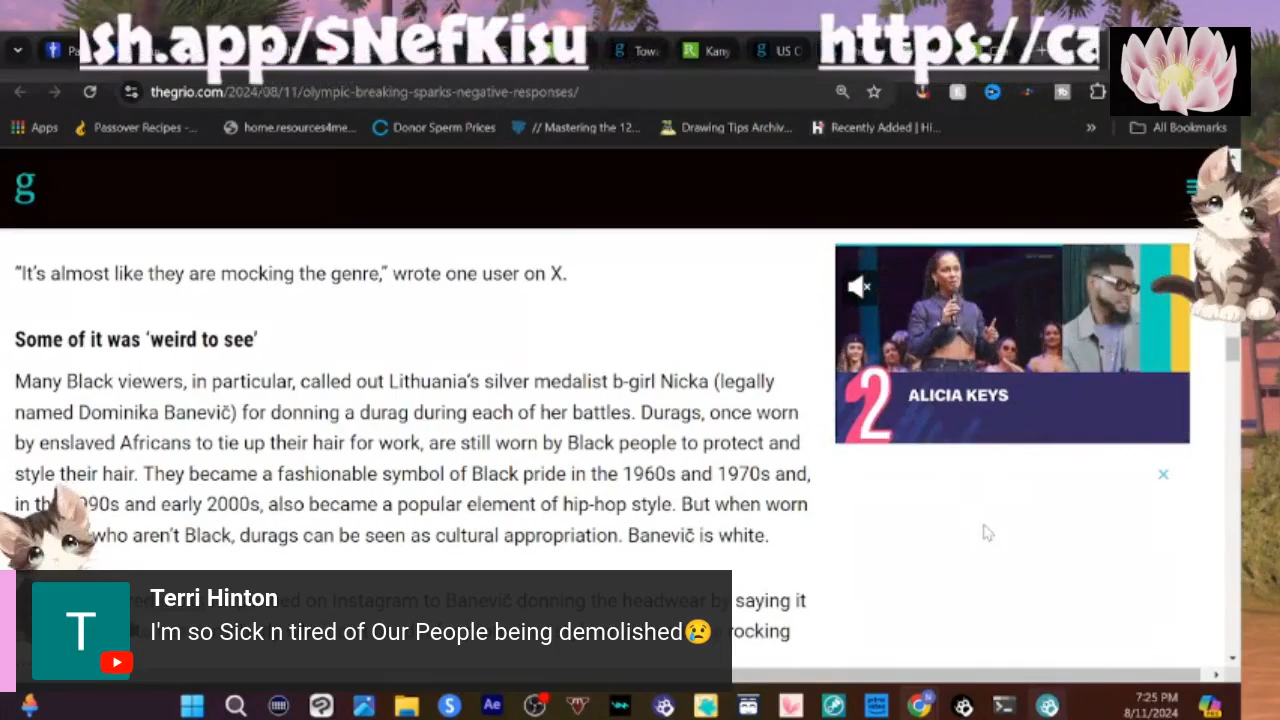 ash.app/$NefKisu
https://ca
Tow
Kany
US C
thegrio.com/2024/08/11/olympic-breaking-sparks-negative-responses/
Apps
Passover Recipes -...
home.resources4me...
Donor Sperm Prices
// Mastering the 12...
Drawing Tips Archiv...
Recently Added | Hi...
»
All Bookmarks
g
“It’s almost like they are mocking the genre,” wrote one user on X.
Some of it was ‘weird to see’
Many Black viewers, in particular, called out Lithuania’s silver medalist b-girl Nicka (legally
named Dominika Banevič) for donning a durag during each of her battles. Durags, once worn
by enslaved Africans to tie up their hair for work, are still worn by Black people to protect and
style their hair. They became a fashionable symbol of Black pride in the 1960s and 1970s and,
in th 90s and early 2000s, also became a popular element of hip-hop style. But when worn
who aren’t Black, durags can be seen as cultural appropriation. Banevič is white.
2
ALICIA KEYS
on Instagram to Banevič donning the headwear by saying it
rocking
T
Terri Hinton
I'm so Sick n tired of Our People being demolished😢
7:25 PM
8/11/2024